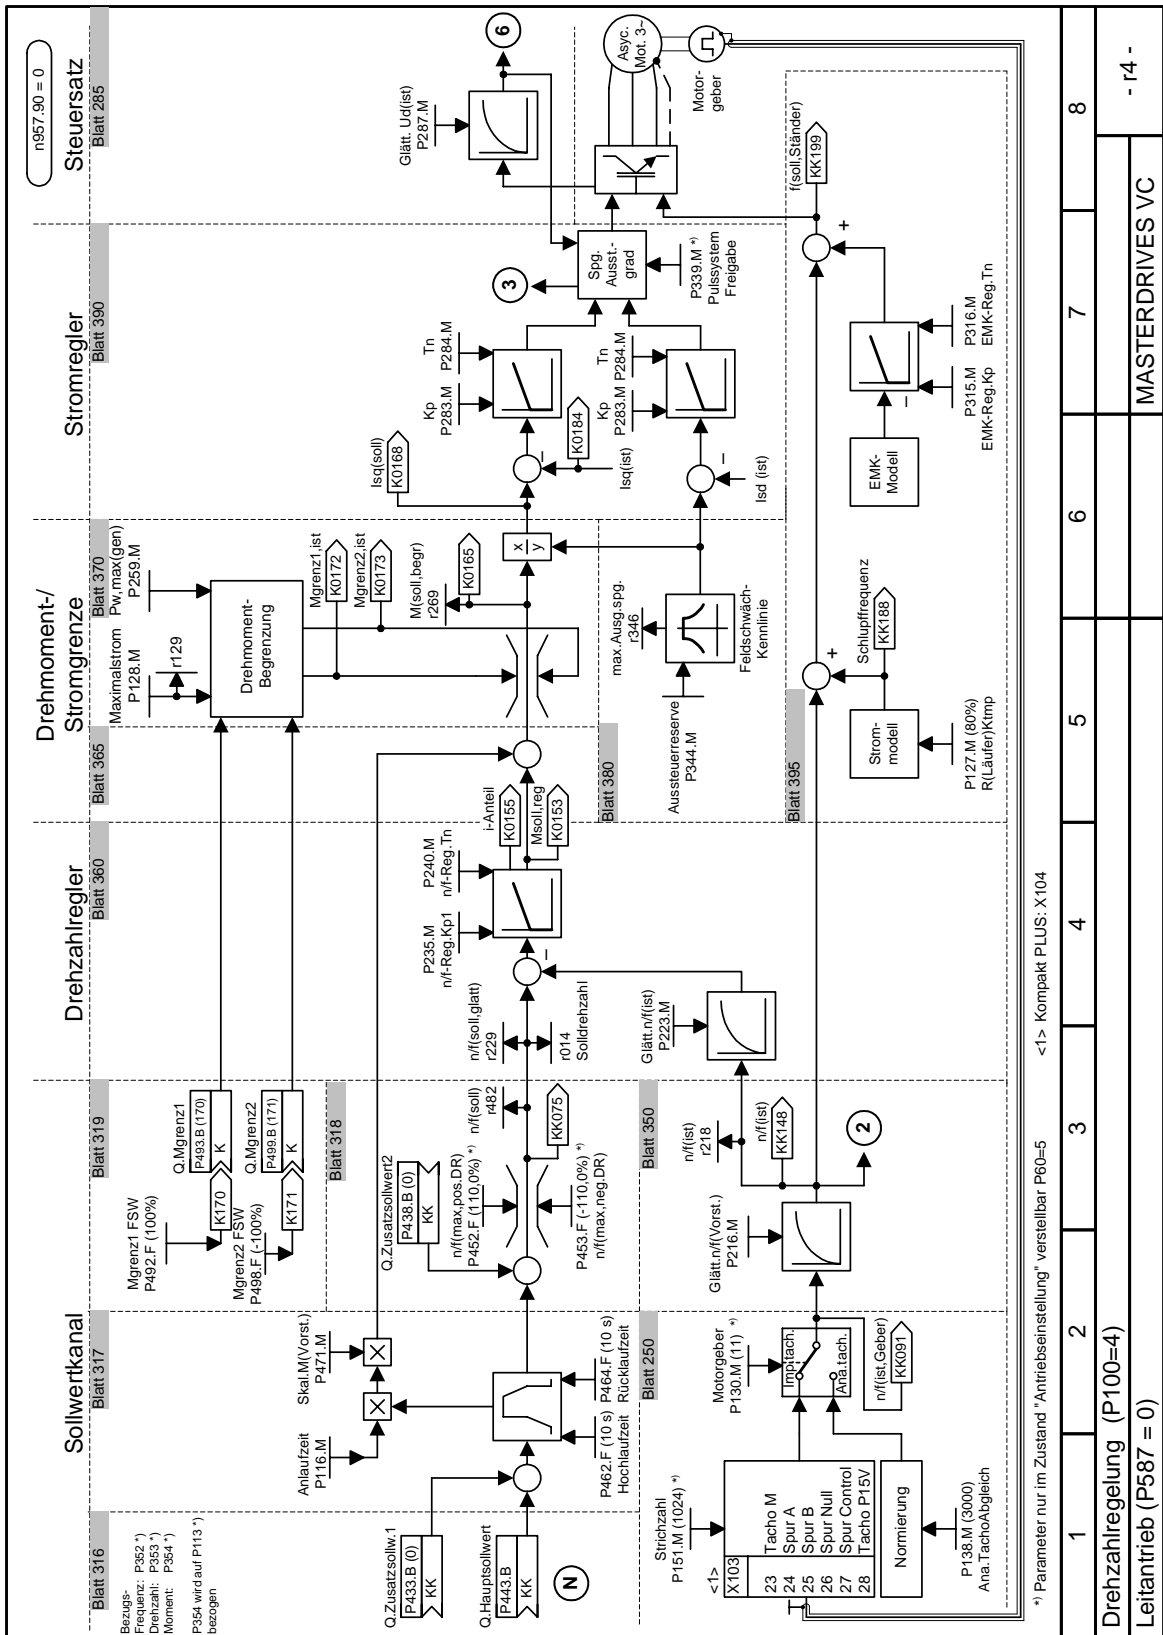 n957.90 = 0
Sollwertkanal
Drehzahlregler
Drehmoment-/
Stromgrenze
Stromregler
Steuersatz
Blatt 316
Blatt 317
Blatt 319
Blatt 360
Blatt 365
Blatt 370
Blatt 390
Blatt 285
Bezugs-
Frequenz: P352 *)
Drehzahl: P353 *)
Moment: P354 *)
P354 wird auf P113 *)
bezogen
Mgrenz1 FSW
P492.F (100%)
K170
Q.Mgrenz1
P493.B (170)
K
Mgrenz2 FSW
P498.F (-100%)
K171
Q.Mgrenz2
P499.B (171)
K
Blatt 318
Maximalstrom
P128.M
r129
Pw,max(gen)
P259.M
Drehmoment-
Begrenzung
Mgrenz1,ist
K0172
Mgrenz2,ist
K0173
M(soll,begr)
r269
K0165
Anlaufzeit
P116.M
Skal.M(Vorst.)
P471.M
Q.Zusatzsollw.1
P433.B (0)
KK
Q.Hauptsollwert
P443.B
KK
N
P462.F (10 s)
Hochlaufzeit
P464.F (10 s)
Rücklaufzeit
Q.Zusatzsollwert2
P438.B (0)
KK
n/f(max,pos.DR)
P452.F (110,0%) *)
P453.F (-110,0%) *)
n/f(max,neg.DR)
n/f(soll)
r482
KK075
n/f(soll,glatt)
r229
r014
Solldrehzahl
P235.M
n/f-Reg.Kp1
P240.M
n/f-Reg.Tn
i-Anteil
K0155
Msoll,reg
K0153
x
y
Isq(soll)
K0168
Kp
P283.M
Tn
P284.M
K0184
Isq(ist)
Kp
P283.M
Tn
P284.M
Isd (ist)
3
Spg.
Ausst.-
grad
P339.M *)
Pulssystem
Freigabe
Glätt. Ud(ist)
P287.M
6
Asyc.
Mot. 3~
Motor-
geber
Blatt 380
Aussteuerreserve
P344.M
max.Ausg.spg.
r346
Feldschwäch-
Kennlinie
Blatt 250
Blatt 350
Strichzahl
P151.M (1024) *)
<1>
X103
23 Tacho M
24 Spur A
25 Spur B
26 Spur Null
27 Spur Control
28 Tacho P15V
Normierung
P138.M (3000)
Ana.TachoAbgleich
Motorgeber
P130.M (11) *)
Imp.tach.
Ana.tach.
n/f(ist,Geber)
KK091
Glätt.n/f(Vorst.)
P216.M
n/f(ist)
r218
n/f(ist)
KK148
2
Glätt.n/f(ist)
P223.M
Blatt 395
Strom-
modell
P127.M (80%)
R(Läufer)Ktmp
Schlupffrequenz
KK188
+
EMK-
Modell
P315.M
EMK-Reg.Kp
P316.M
EMK-Reg.Tn
+
f(soll,Ständer)
KK199
*) Parameter nur im Zustand "Antriebseinstellung" verstellbar P60=5
<1> Kompakt PLUS: X104
1 2 3 4 5 6 7 8
Drehzahlregelung (P100=4)
Leitantrieb (P587 = 0)
MASTERDRIVES VC
- r4 -